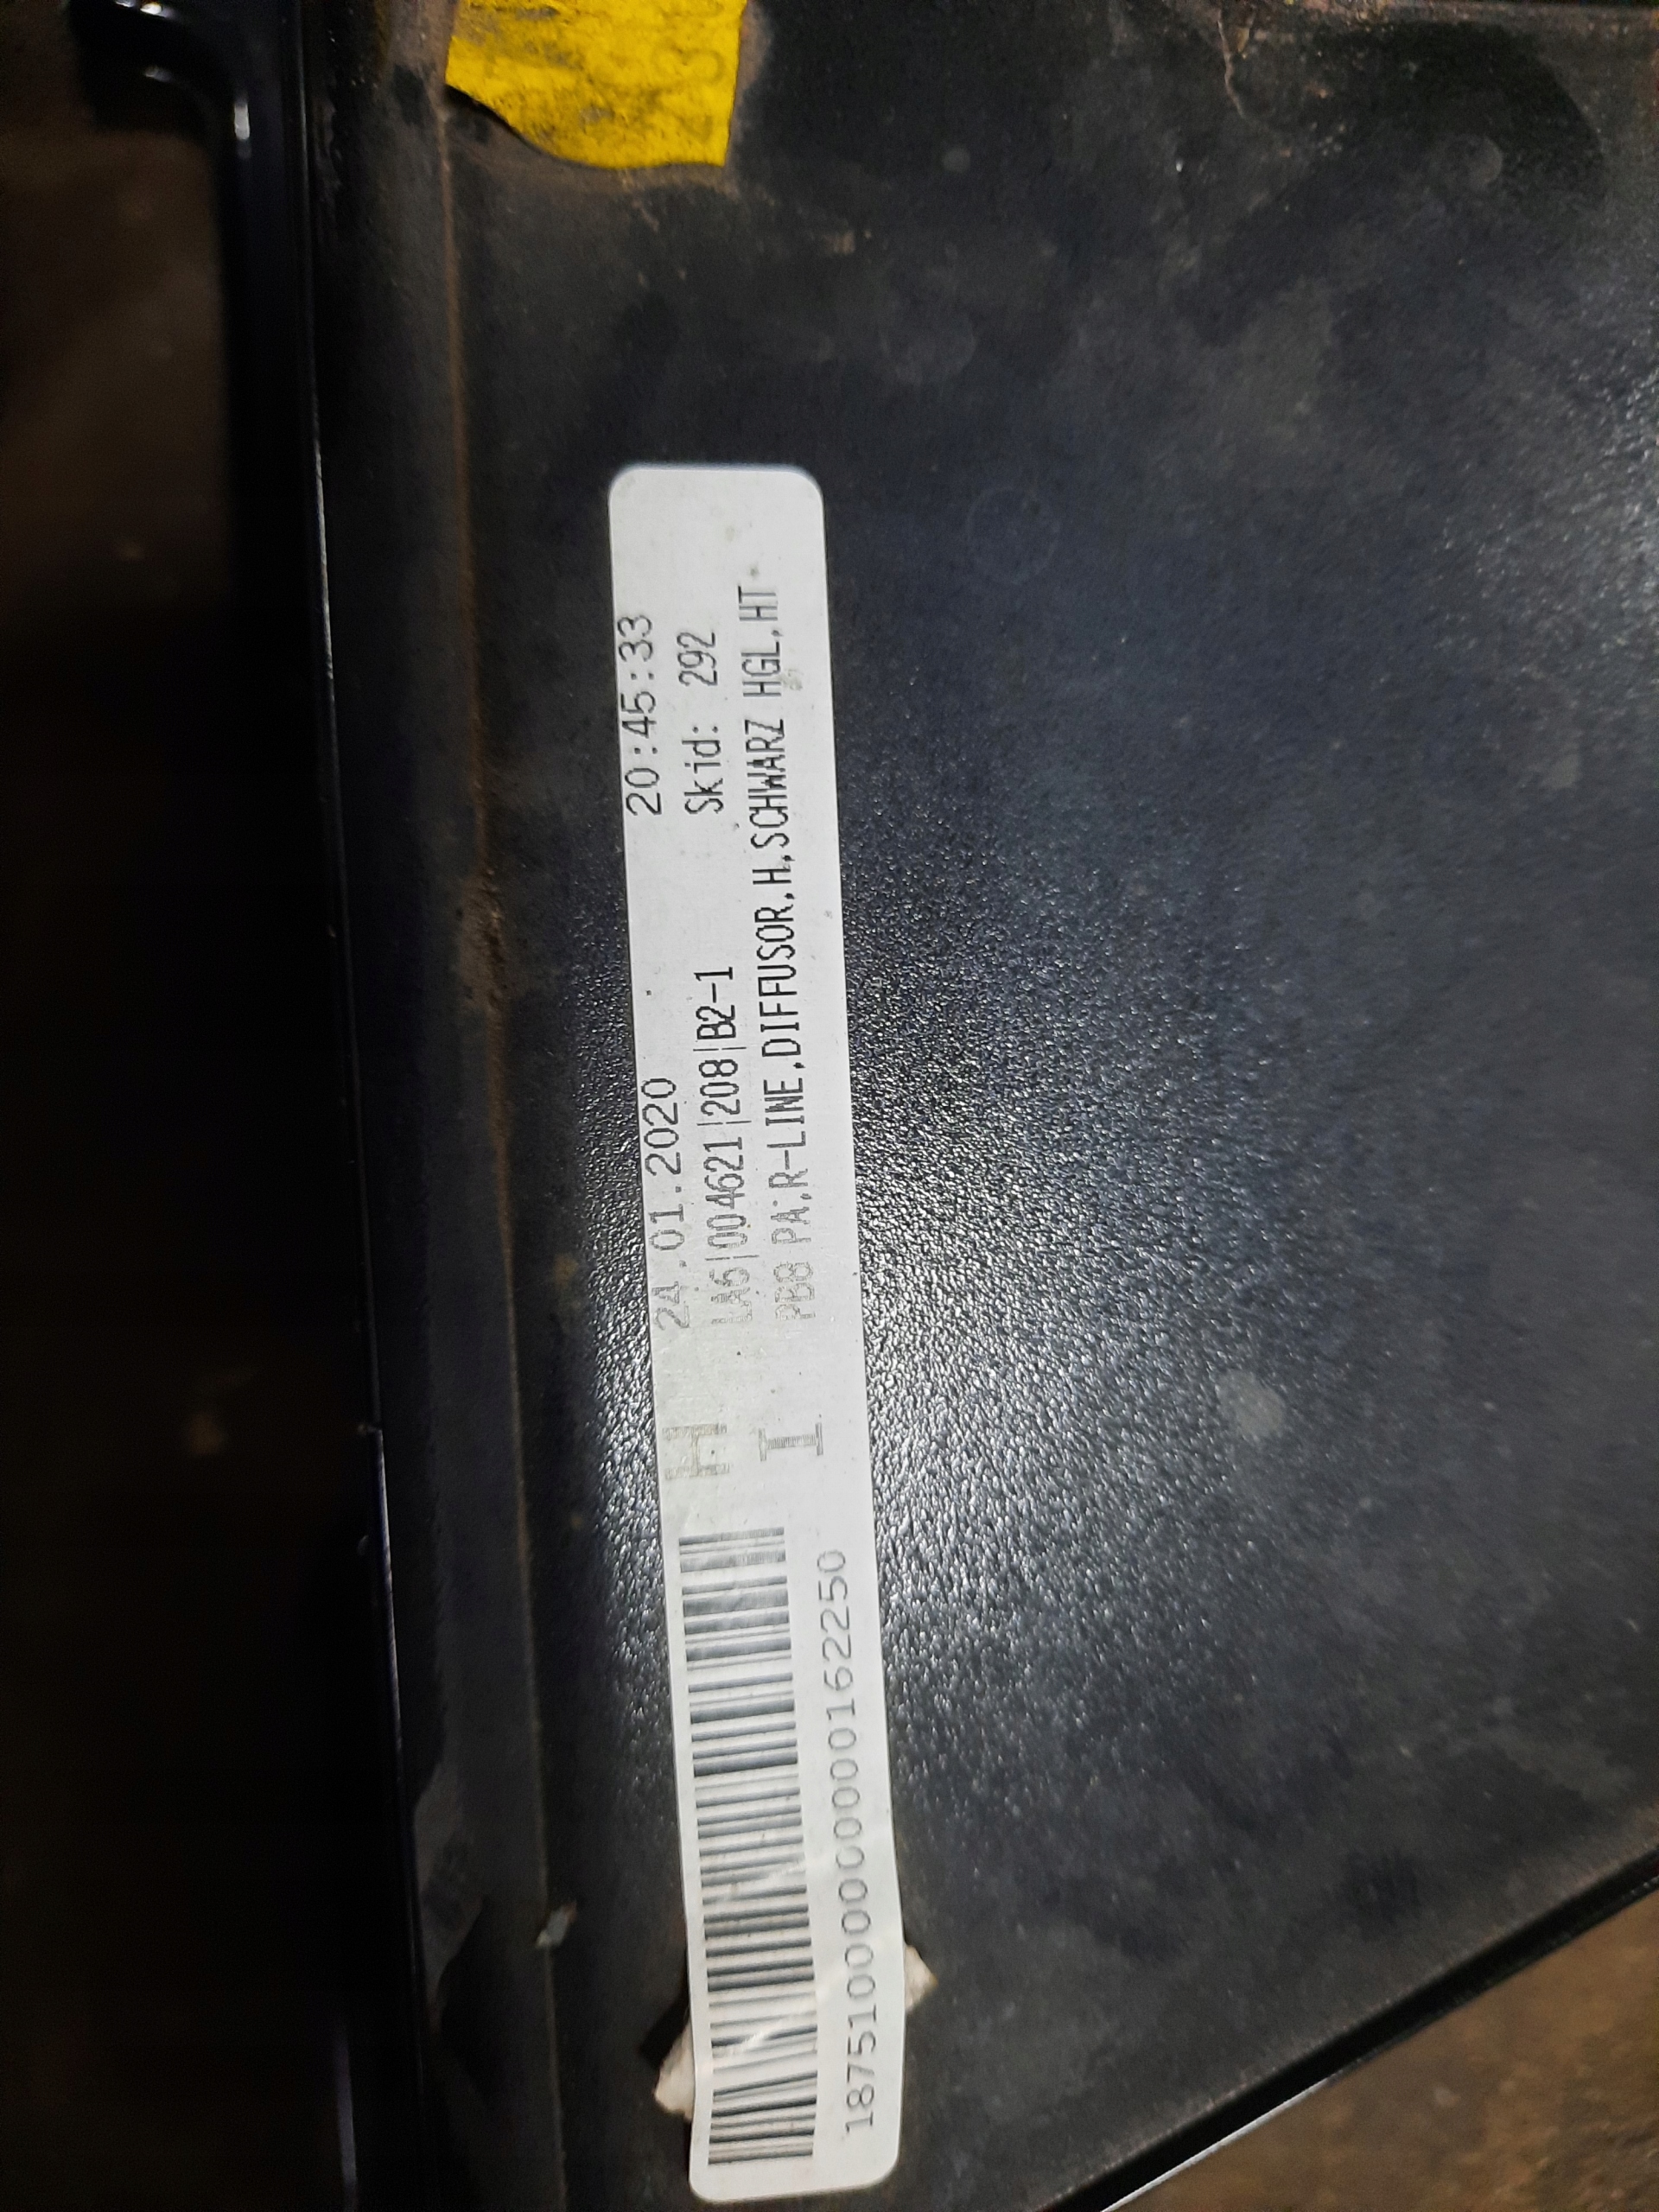 24.01.2020 20:45:33
H
LA6|004621|208|B2-1 Skid: 292
I PB8 PA;R-LINE,DIFFUSOR,H,SCHWARZ HGL,HT